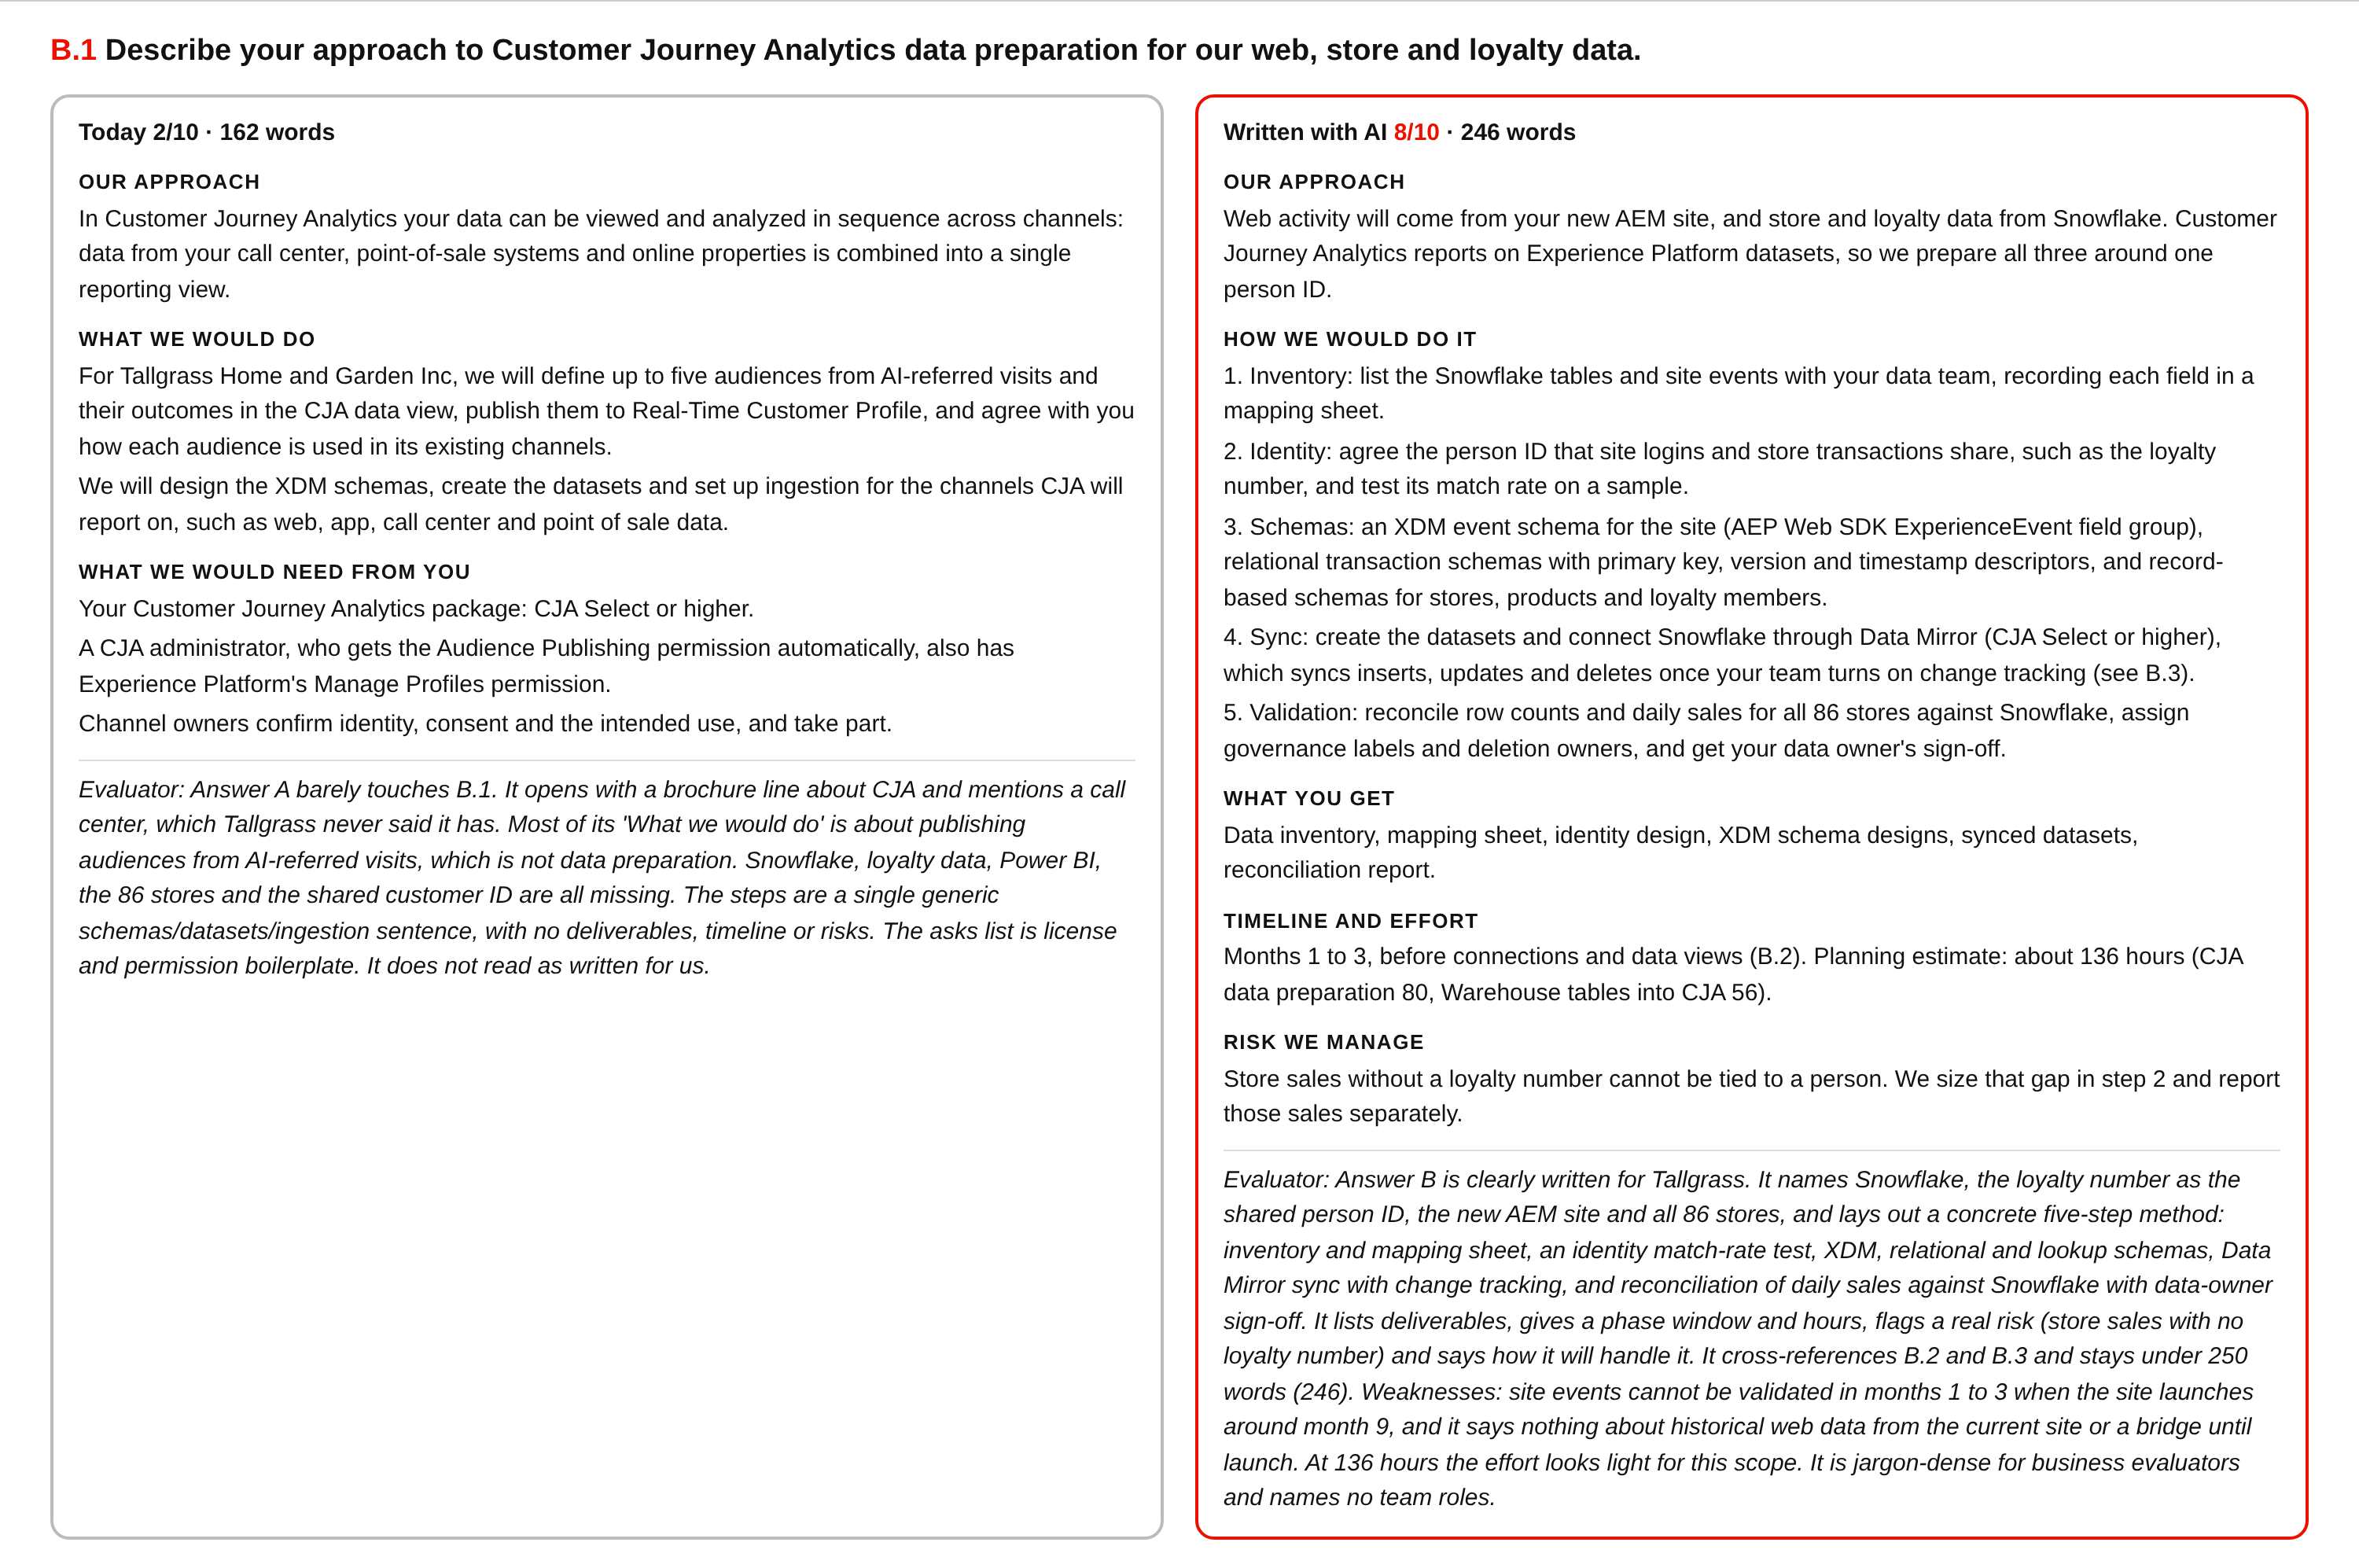 B.1 Describe your approach to Customer Journey Analytics data preparation for our web, store and loyalty data.
Today 2/10 · 162 words
OUR APPROACH
In Customer Journey Analytics your data can be viewed and analyzed in sequence across channels:
data from your call center, point-of-sale systems and online properties is combined into a single
reporting view.
WHAT WE WOULD DO
For Tallgrass Home and Garden Inc, we will define up to five audiences from AI-referred visits and
their outcomes in the CJA data view, publish them to Real-Time Customer Profile, and agree with you
how each audience is used in its existing channels.
We will design the XDM schemas, create the datasets and set up ingestion for the channels CJA will
report on, such as web, app, call center and point of sale data.
WHAT WE WOULD NEED FROM YOU
Your Customer Journey Analytics package: CJA Select or higher.
A CJA administrator, who gets the Audience Publishing permission automatically, also has
Experience Platform's Manage Profiles permission.
Channel owners confirm identity, consent and the intended use, and take part.
Evaluator: Answer A barely touches B.1. It opens with a brochure line about CJA and mentions a call
center, which Tallgrass never said it has. Most of its 'What we would do' is about publishing
audiences from AI-referred visits, which is not data preparation. Snowflake, loyalty data, Power BI,
the 86 stores and the shared customer ID are all missing. The steps are a single generic
schemas/datasets/ingestion sentence, with no deliverables, timeline or risks. The asks list is license
and permission boilerplate. It does not read as written for us.
Written with AI 8/10 · 246 words
OUR APPROACH
Web activity will come from your new AEM site, and store and loyalty data from Snowflake. Customer
Journey Analytics reports on Experience Platform datasets, so we prepare all three around one
person ID.
HOW WE WOULD DO IT
1. Inventory: list the Snowflake tables and site events with your data team, recording each field in a
mapping sheet.
2. Identity: agree the person ID that site logins and store transactions share, such as the loyalty
number, and test its match rate on a sample.
3. Schemas: an XDM event schema for the site (AEP Web SDK ExperienceEvent field group),
relational transaction schemas with primary key, version and timestamp descriptors, and record-
based schemas for stores, products and loyalty members.
4. Sync: create the datasets and connect Snowflake through Data Mirror (CJA Select or higher),
which syncs inserts, updates and deletes once your team turns on change tracking (see B.3).
5. Validation: reconcile row counts and daily sales for all 86 stores against Snowflake, assign
governance labels and deletion owners, and get your data owner's sign-off.
WHAT YOU GET
Data inventory, mapping sheet, identity design, XDM schema designs, synced datasets,
reconciliation report.
TIMELINE AND EFFORT
Months 1 to 3, before connections and data views (B.2). Planning estimate: about 136 hours (CJA
data preparation 80, Warehouse tables into CJA 56).
RISK WE MANAGE
Store sales without a loyalty number cannot be tied to a person. We size that gap in step 2 and report
those sales separately.
Evaluator: Answer B is clearly written for Tallgrass. It names Snowflake, the loyalty number as the
shared person ID, the new AEM site and all 86 stores, and lays out a concrete five-step method:
inventory and mapping sheet, an identity match-rate test, XDM, relational and lookup schemas, Data
Mirror sync with change tracking, and reconciliation of daily sales against Snowflake with data-owner
sign-off. It lists deliverables, gives a phase window and hours, flags a real risk (store sales with no
loyalty number) and says how it will handle it. It cross-references B.2 and B.3 and stays under 250
words (246). Weaknesses: site events cannot be validated in months 1 to 3 when the site launches
around month 9, and it says nothing about historical web data from the current site or a bridge until
launch. At 136 hours the effort looks light for this scope. It is jargon-dense for business evaluators
and names no team roles.